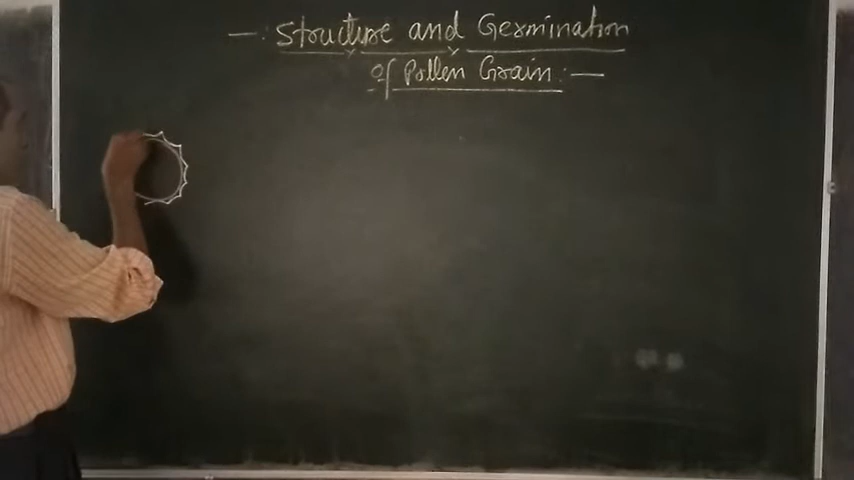 —: Structure and Germination
of Pollen Grain: —